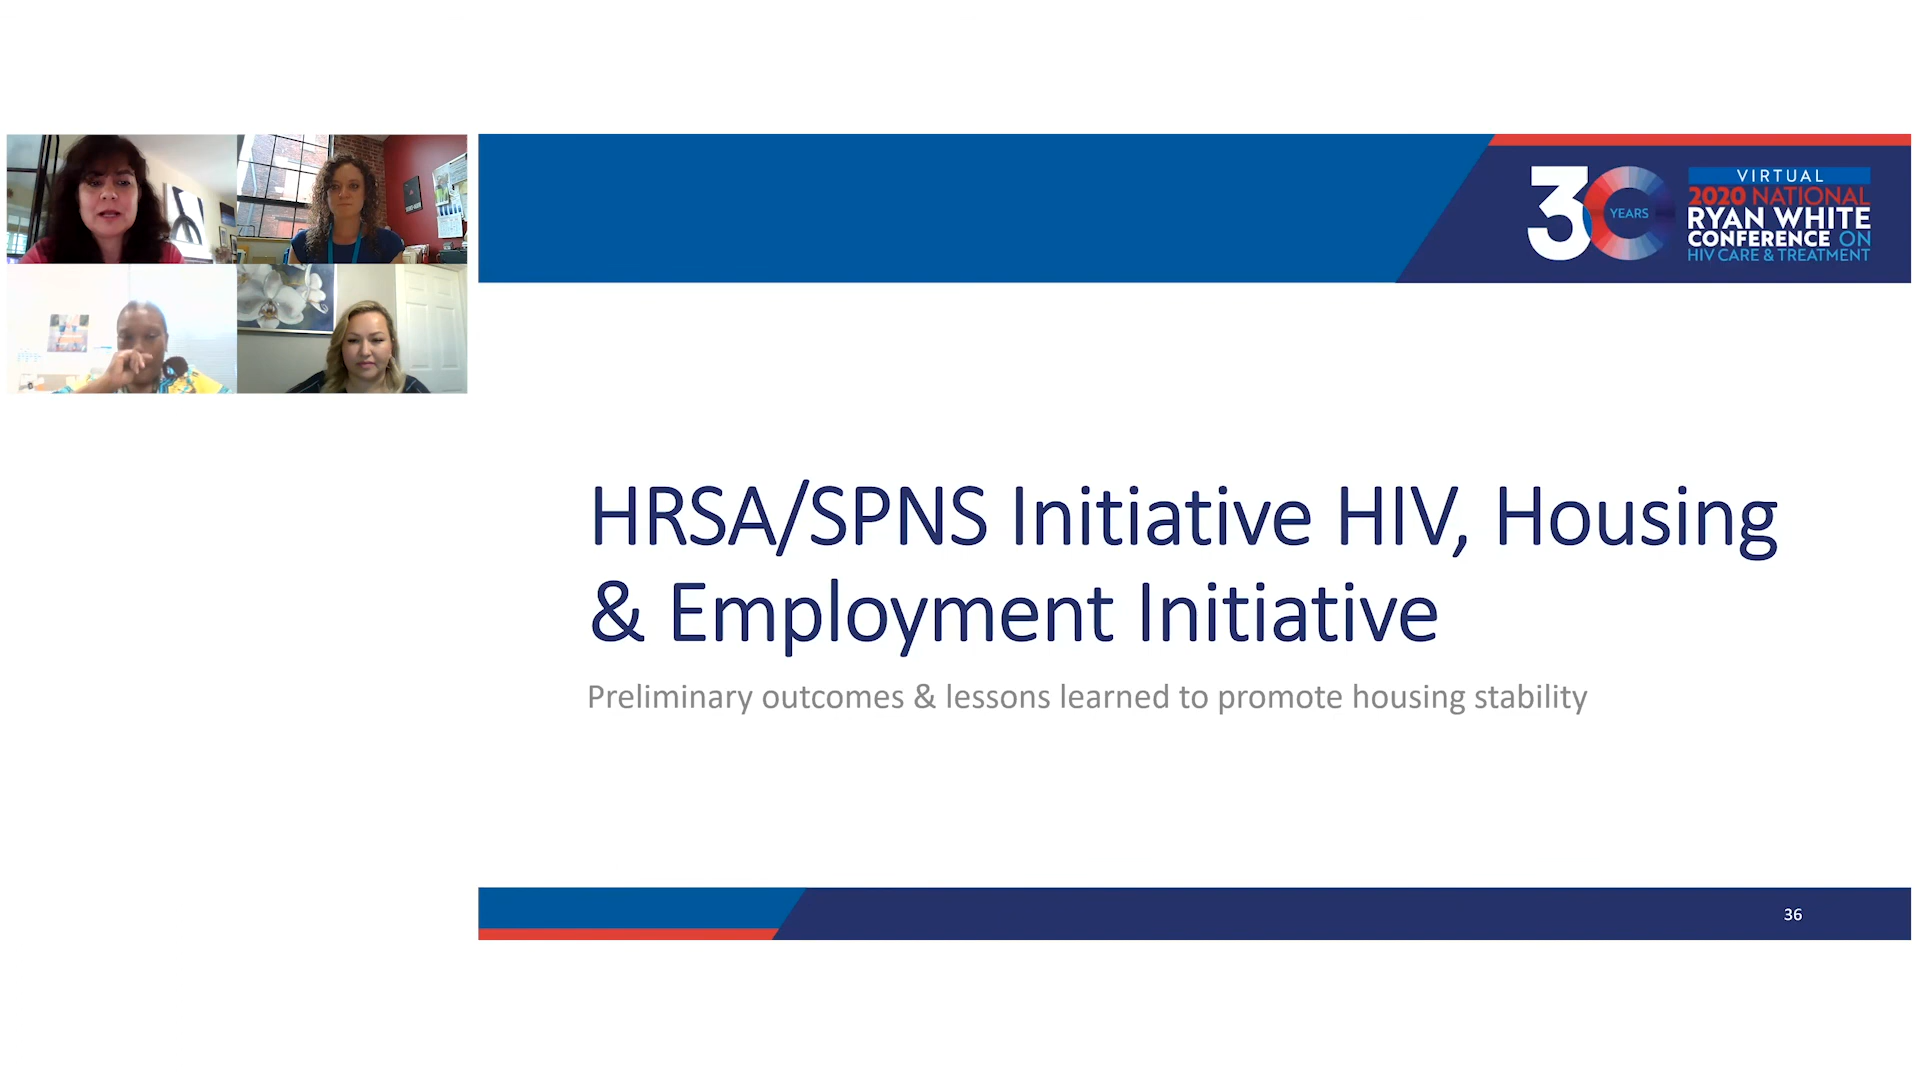 VIRTUAL
30 YEARS
2020 NATIONAL
RYAN WHITE
CONFERENCE ON
HIV CARE & TREATMENT
HRSA/SPNS Initiative HIV, Housing
& Employment Initiative
Preliminary outcomes & lessons learned to promote housing stability
36